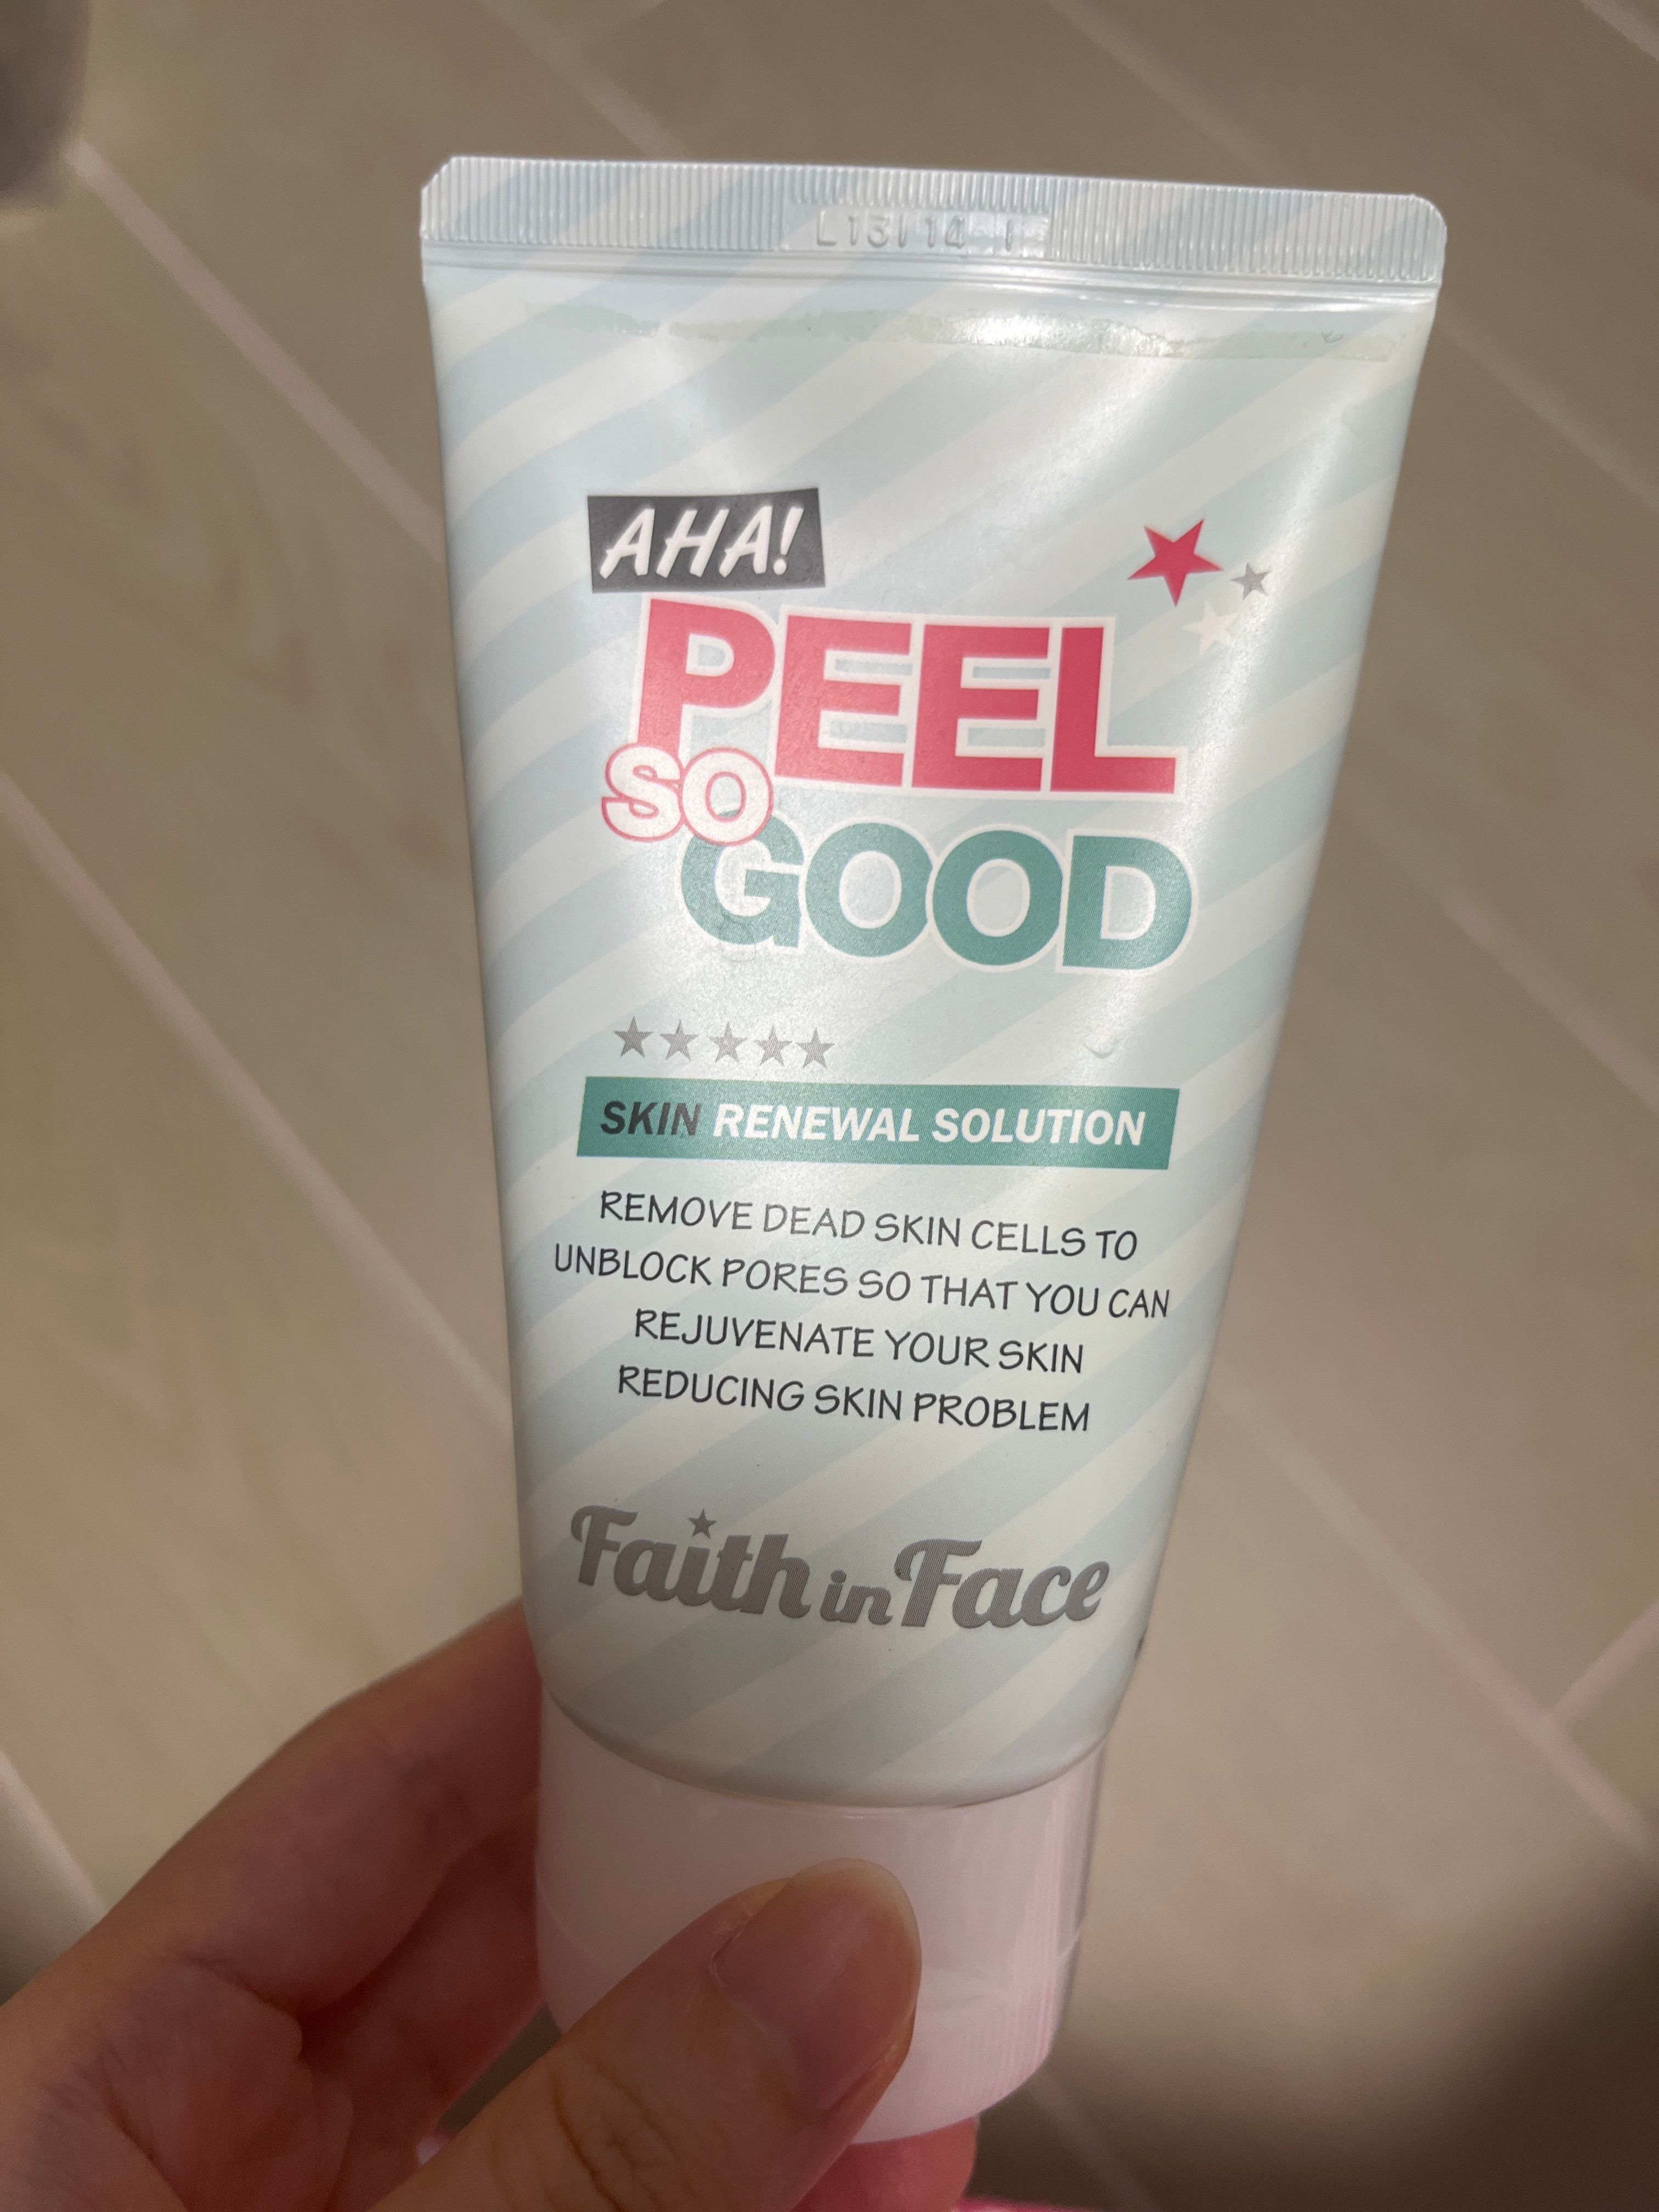 L13I14 F
AHA!
PEEL
SO
GOOD
SKIN RENEWAL SOLUTION
REMOVE DEAD SKIN CELLS TO
UNBLOCK PORES SO THAT YOU CAN
REJUVENATE YOUR SKIN
REDUCING SKIN PROBLEM
Faith in Face